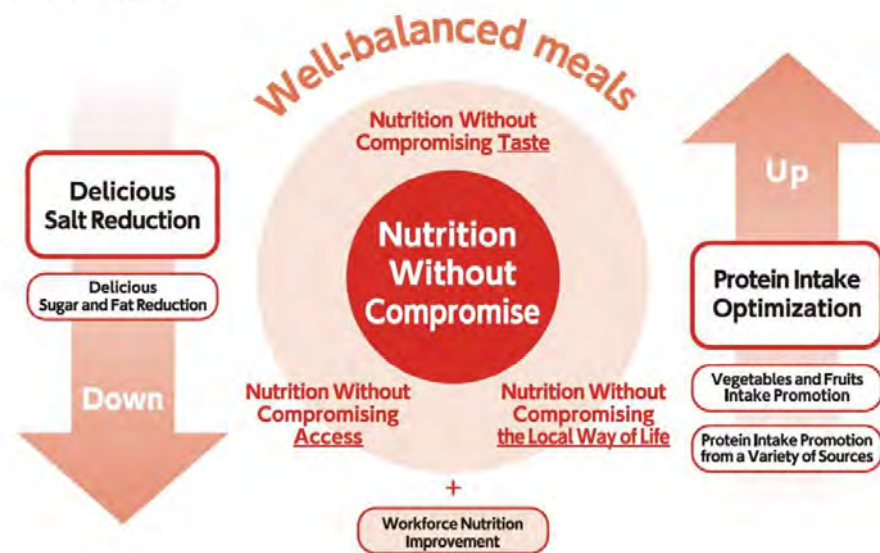 Well-balanced meals
Nutrition Without
Compromising Taste
Nutrition
Without
Compromise
Nutrition Without
Compromising
Access
Nutrition Without
Compromising
the Local Way of Life
+
Workforce Nutrition
Improvement
Delicious
Salt Reduction
Delicious
Sugar and Fat Reduction
Down
Up
Protein Intake
Optimization
Vegetables and Fruits
Intake Promotion
Protein Intake Promotion
from a Variety of Sources